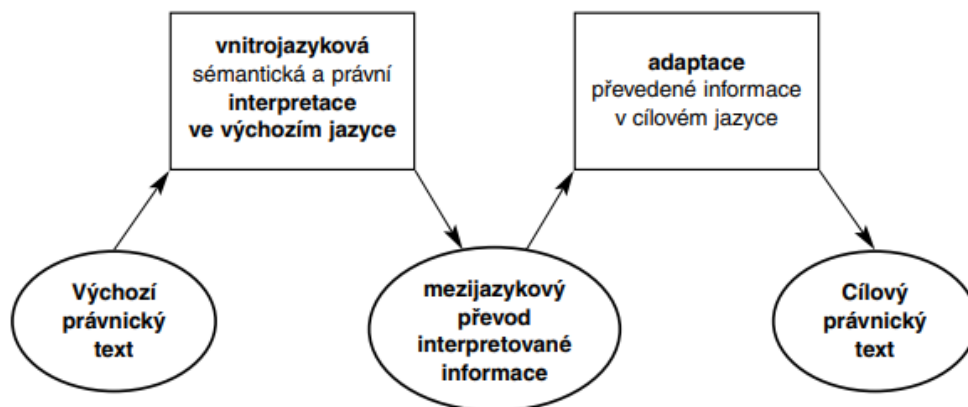 vnitrojazyková
sémantická a právní
interpretace
ve výchozím jazyce
adaptace
převedené informace
v cílovém jazyce
Výchozí
právnický
text
mezijazykový
převod
interpretované
informace
Cílový
právnický
text